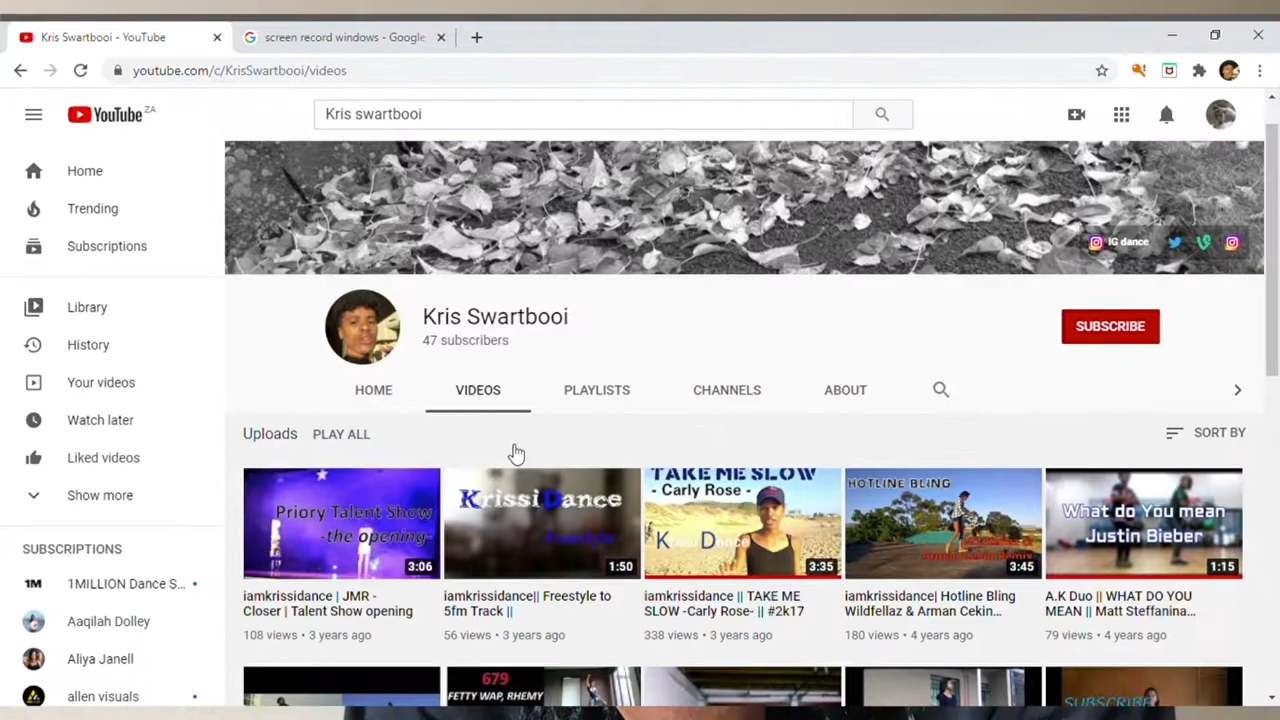 Kris Swartbooi - YouTube
screen record windows - Google
youtube.com/c/KrisSwartbooi/videos
YouTube ZA
Kris swartbooi
Home
Trending
Subscriptions
Library
History
Your videos
Watch later
Liked videos
Show more
SUBSCRIPTIONS
1M 1MILLION Dance S...
Aaqilah Dolley
Aliya Janell
allen visuals
IG dance
Kris Swartbooi
47 subscribers
SUBSCRIBE
HOME VIDEOS PLAYLISTS CHANNELS ABOUT
Uploads PLAY ALL
SORT BY
Priory Talent Show
-the opening-
3:06
iamkrissidance | JMR -
Closer | Talent Show opening
108 views • 3 years ago
KrissiDance
Freestyle
1:50
iamkrissidance|| Freestyle to
5fm Track ||
56 views • 3 years ago
TAKE ME SLOW
- Carly Rose -
3:35
iamkrissidance || TAKE ME
SLOW -Carly Rose- || #2k17
338 views • 3 years ago
HOTLINE BLING
3:45
iamkrissidance| Hotline Bling
Wildfellaz & Arman Cekin...
180 views • 4 years ago
What do You mean
Justin Bieber
1:15
A.K Duo || WHAT DO YOU
MEAN || Matt Steffanina...
79 views • 4 years ago
679
FETTY WAP, RHEMY
SUBSCRIBE